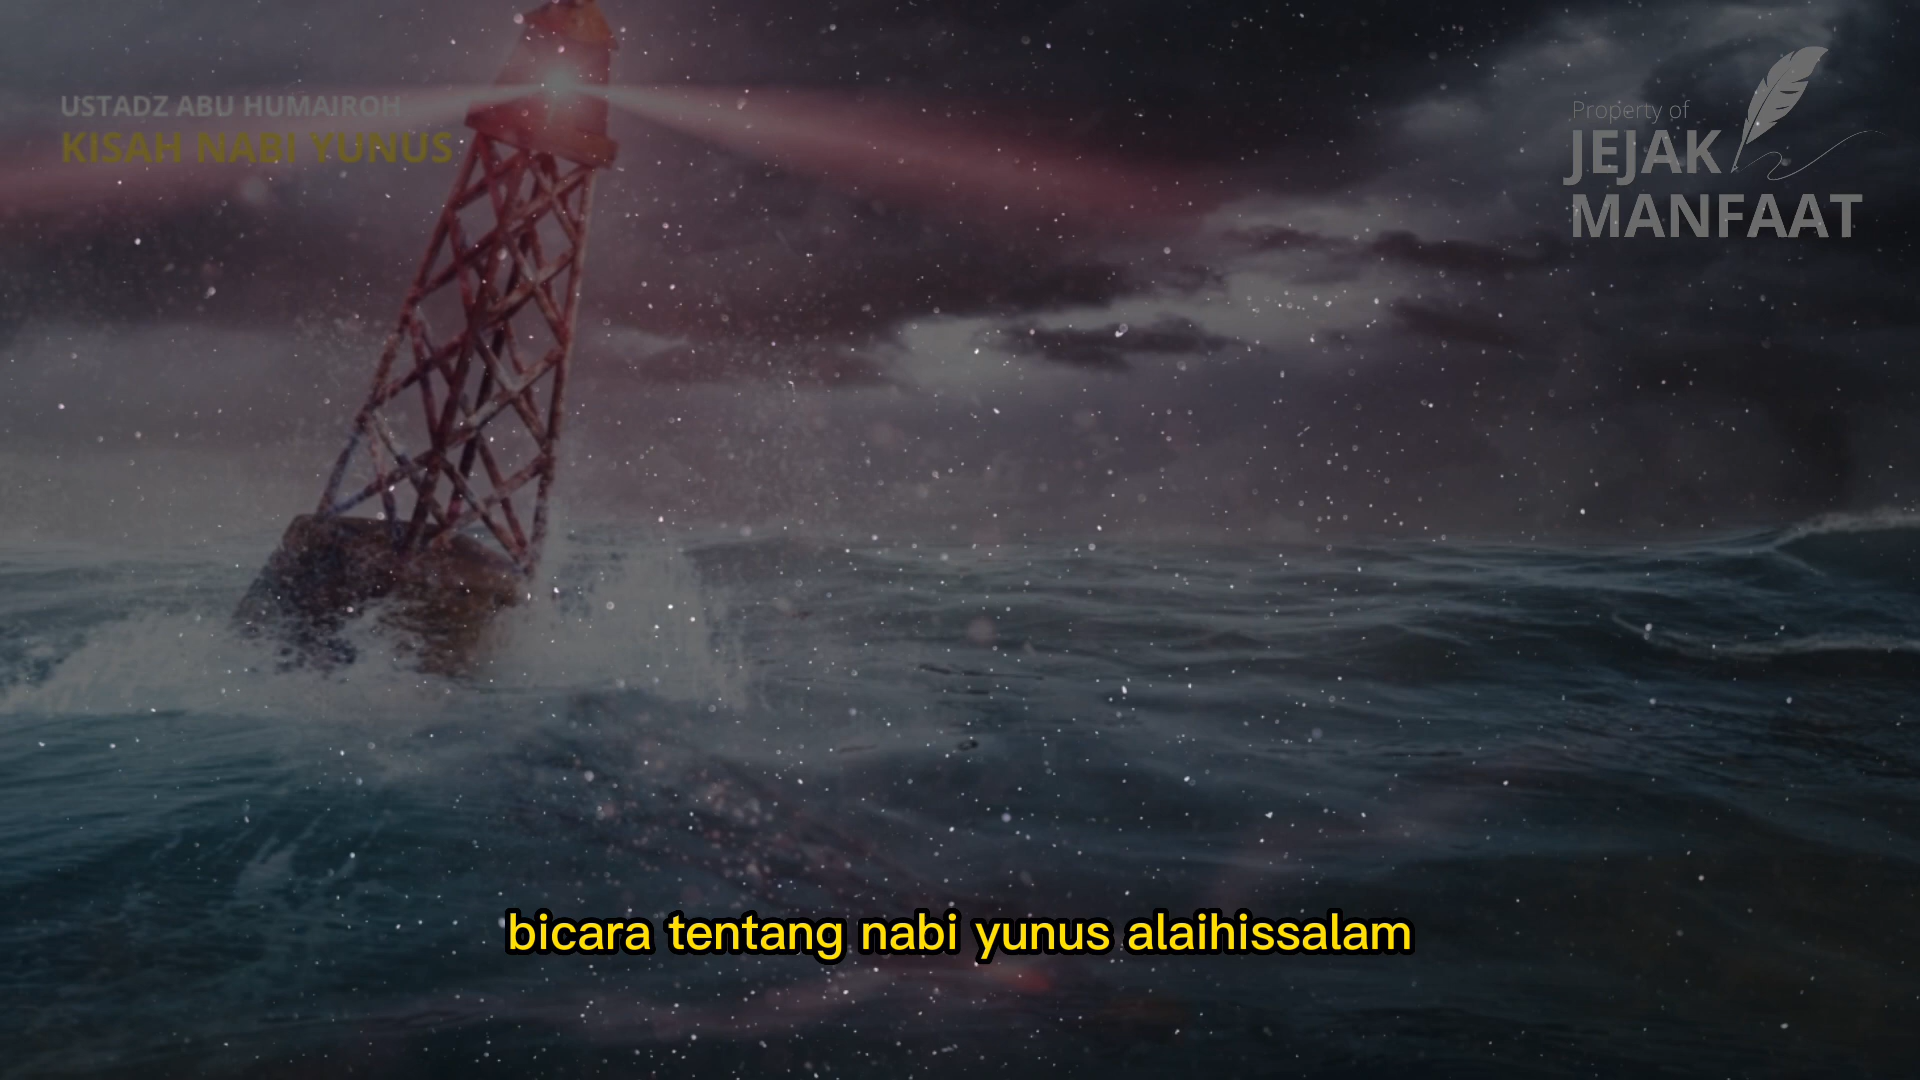 USTADZ ABU HUMAIROH
KISAH NABI YUNUS
Property of
JEJAK
MANFAAT
bicara tentang nabi yunus alaihissalam